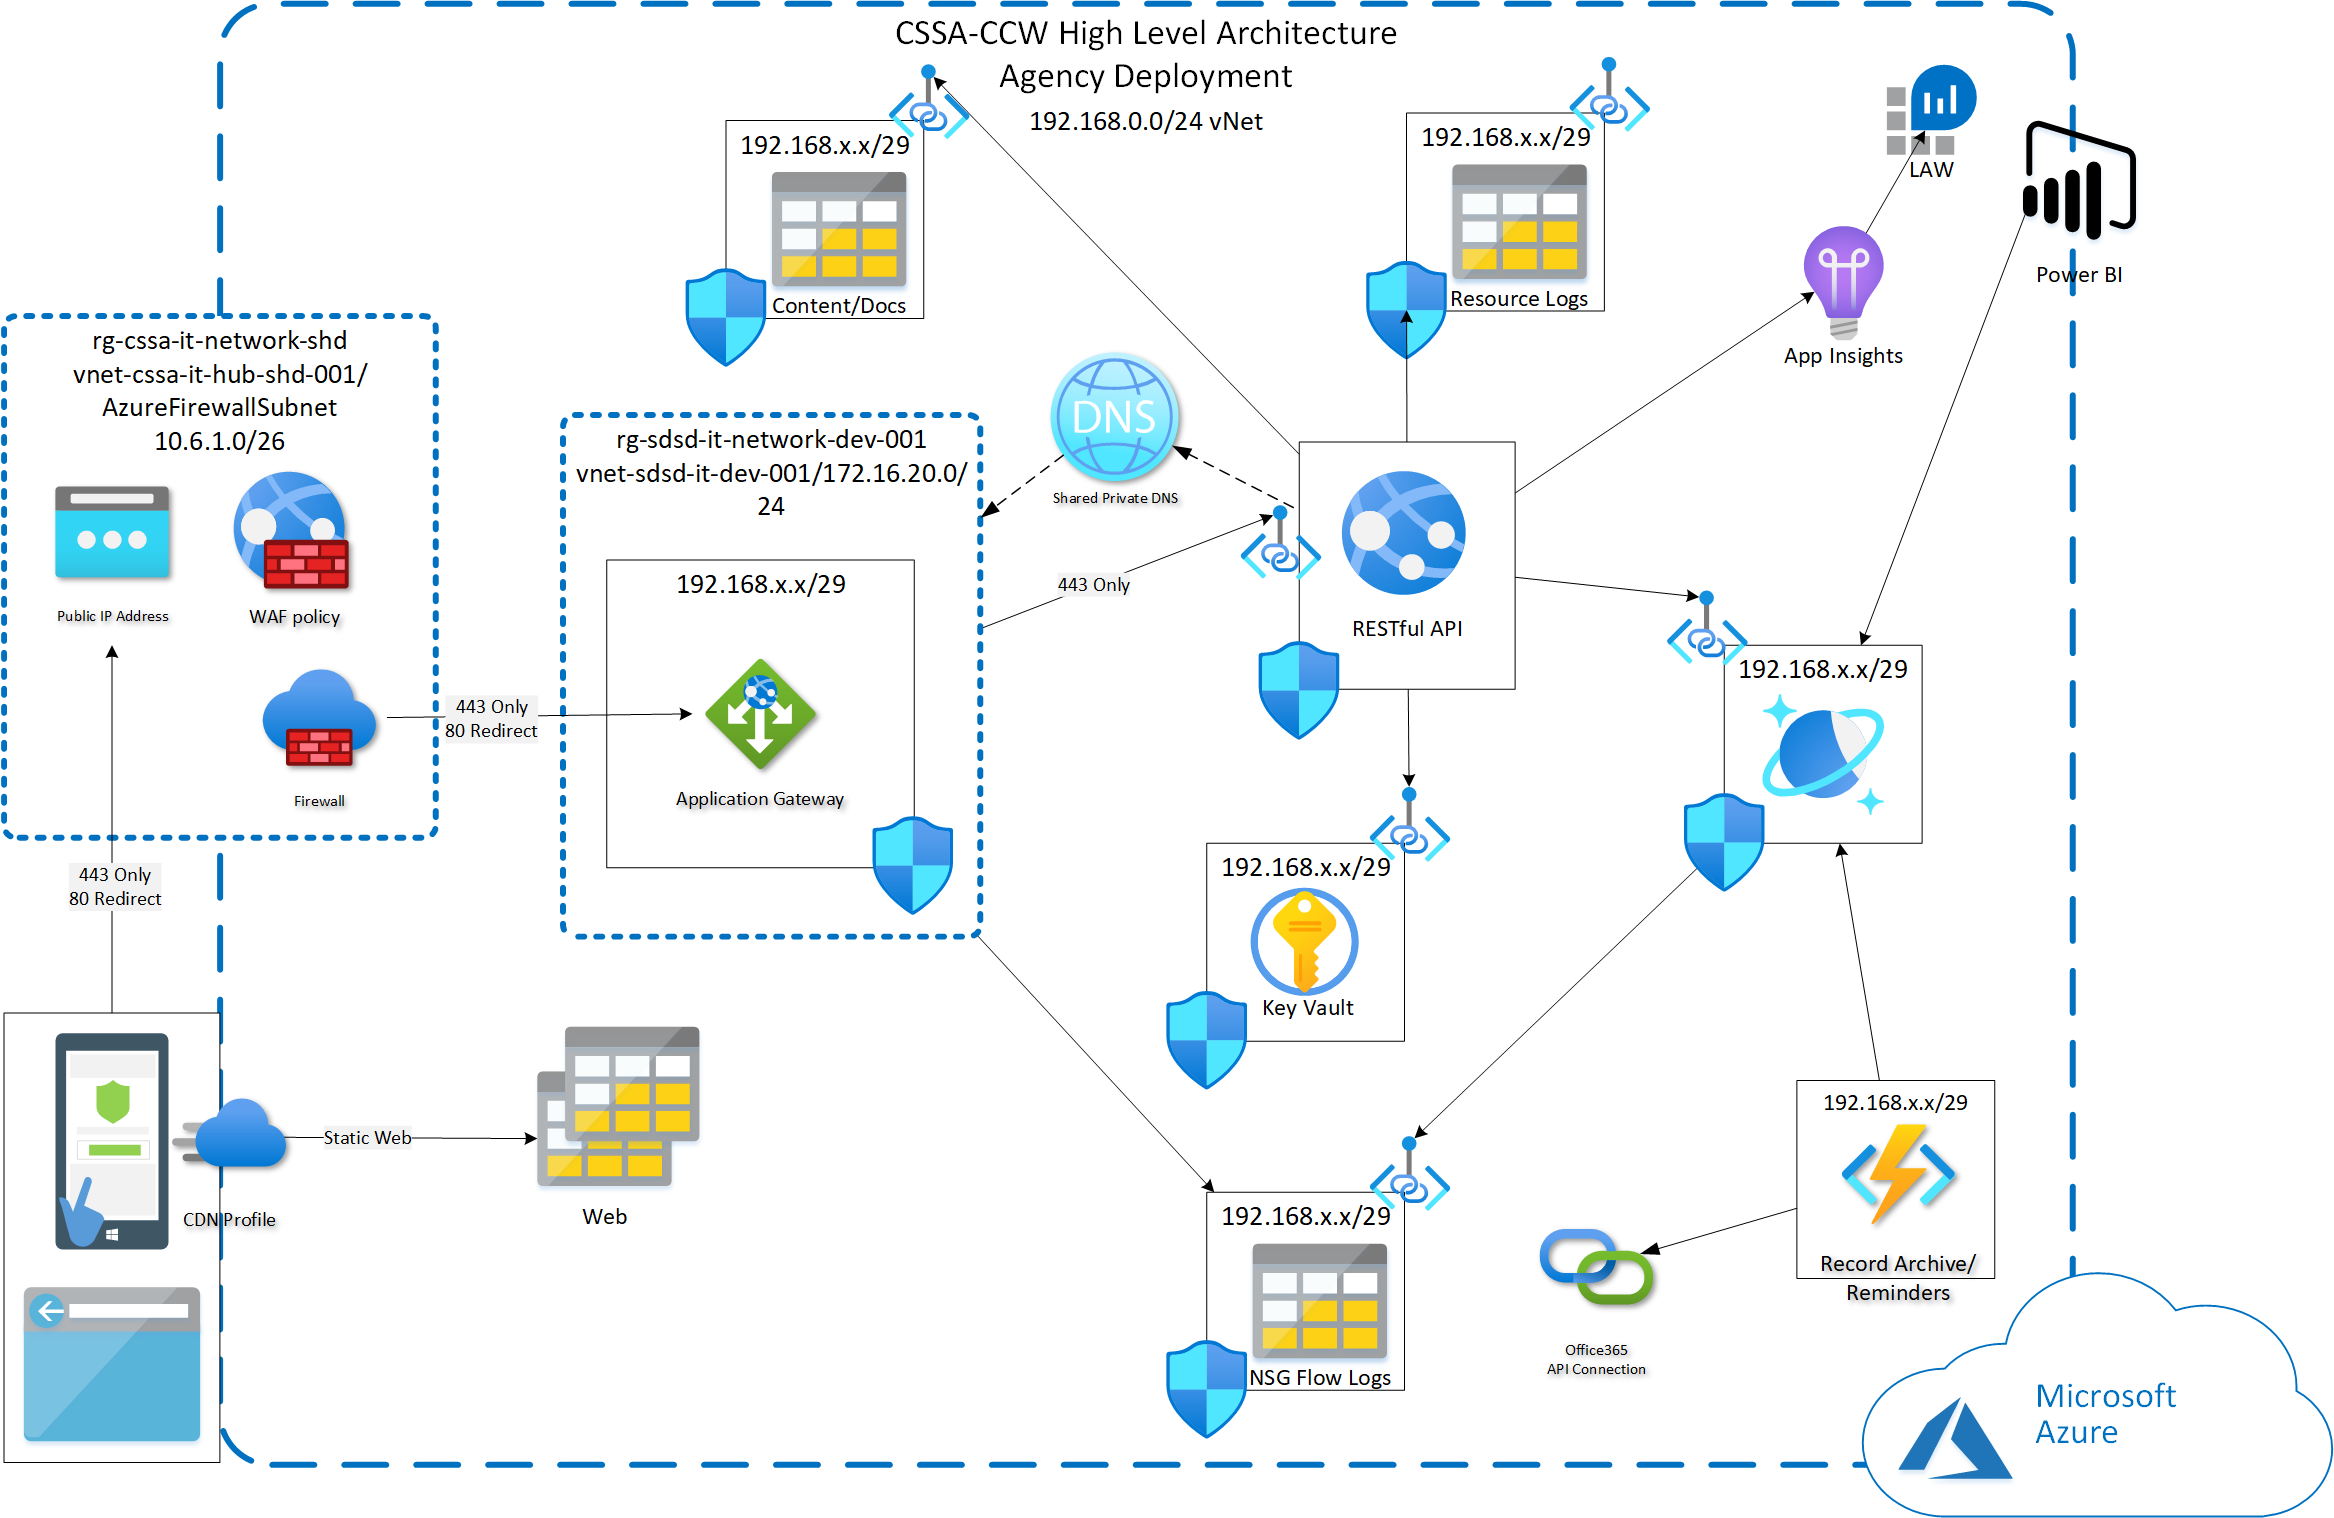 CSSA-CCW High Level Architecture
Agency Deployment
192.168.0.0/24 vNet
192.168.x.x/29
Content/Docs
192.168.x.x/29
Resource Logs
LAW
Power BI
App Insights
rg-cssa-it-network-shd
vnet-cssa-it-hub-shd-001/
AzureFirewallSubnet
10.6.1.0/26
Public IP Address
WAF policy
Firewall
443 Only
80 Redirect
rg-sdsd-it-network-dev-001
vnet-sdsd-it-dev-001/172.16.20.0/
24
192.168.x.x/29
Application Gateway
DNS
Shared Private DNS
443 Only
RESTful API
192.168.x.x/29
443 Only
80 Redirect
192.168.x.x/29
Key Vault
CDN Profile
Static Web
Web
192.168.x.x/29
NSG Flow Logs
192.168.x.x/29
Record Archive/
Reminders
Office365
API Connection
Microsoft
Azure